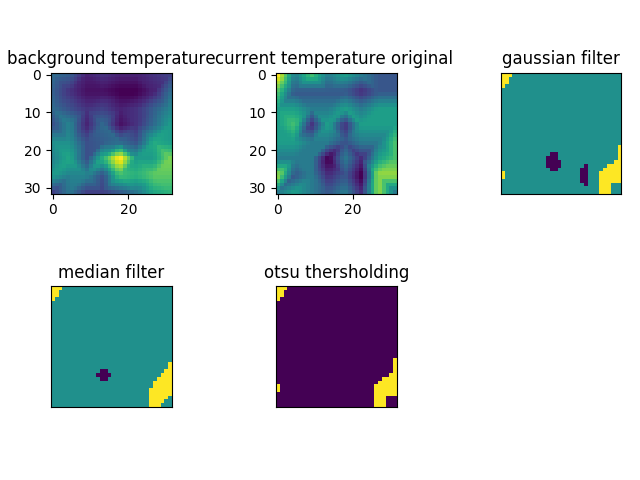 background temperature
current temperature original
gaussian filter
0
10
20
30
0
20
0
10
20
30
0
20
median filter
otsu thersholding